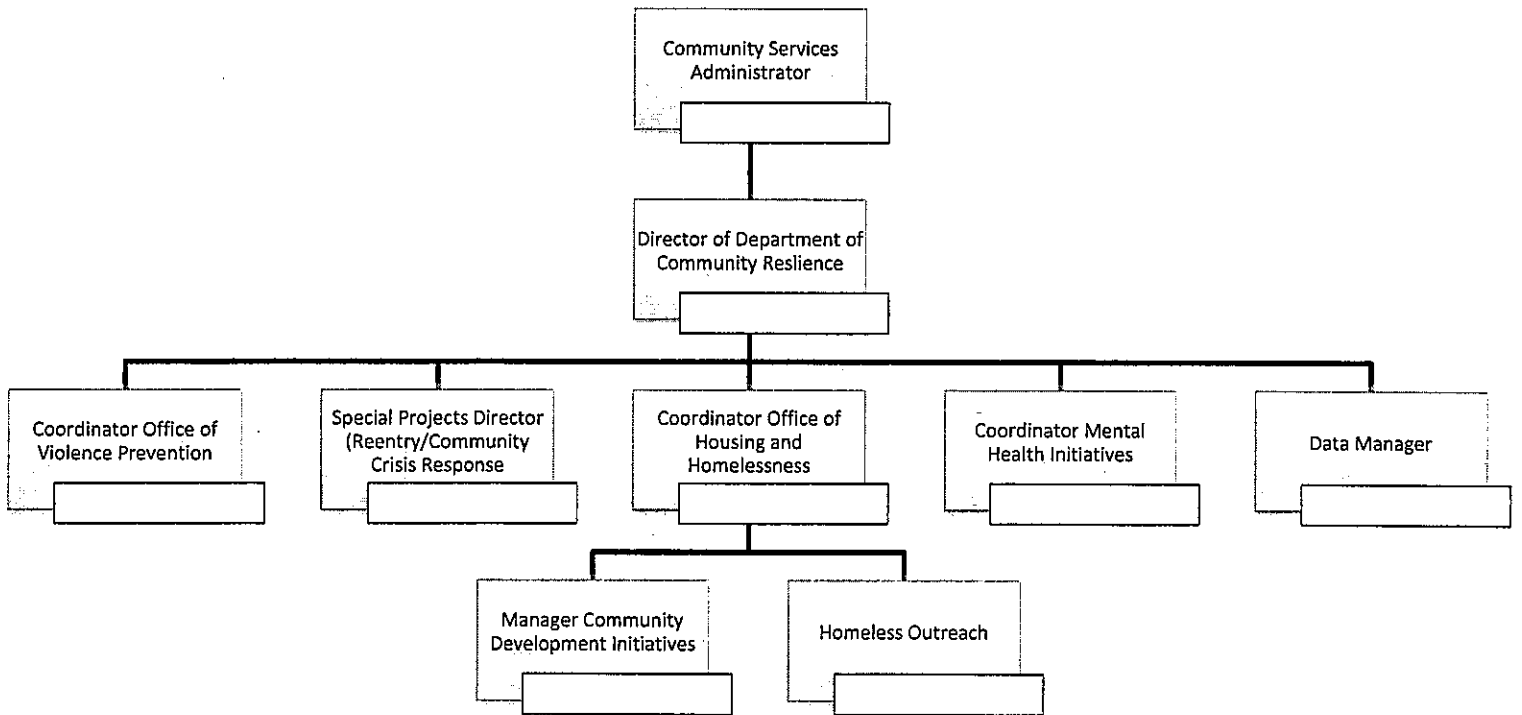 Community Services
Administrator
Director of Department of
Community Reslience
Coordinator Office of
Violence Prevention
Special Projects Director
(Reentry/Community
Crisis Response
Coordinator Office of
Housing and
Homelessness
Coordinator Mental
Health Initiatives
Data Manager
Manager Community
Development Initiatives
Homeless Outreach